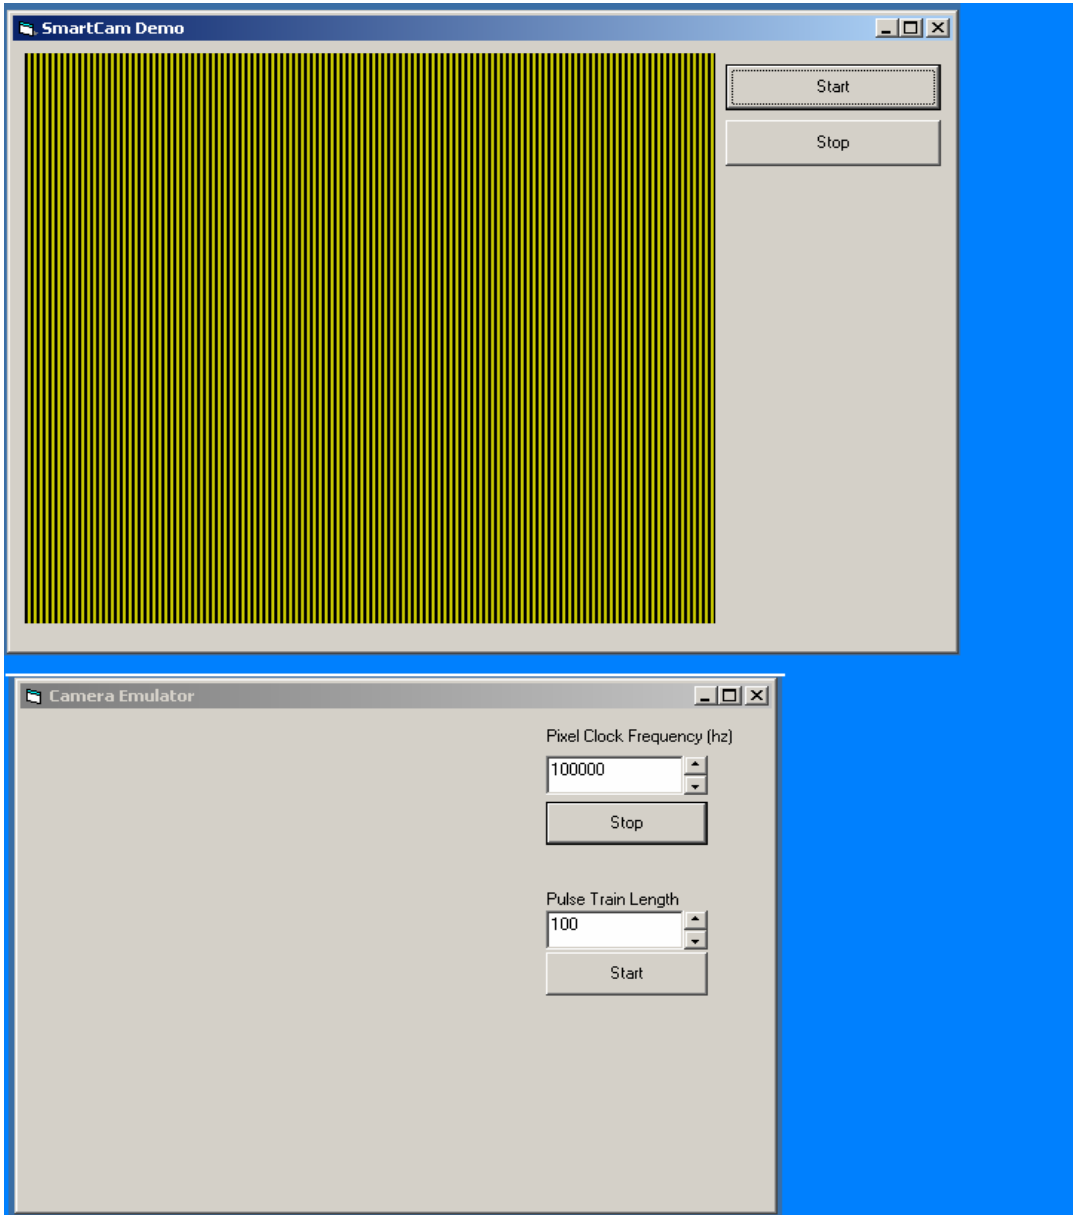 SmartCam Demo
Start
Stop
Camera Emulator
Pixel Clock Frequency (hz)
100000
Stop
Pulse Train Length
100
Start